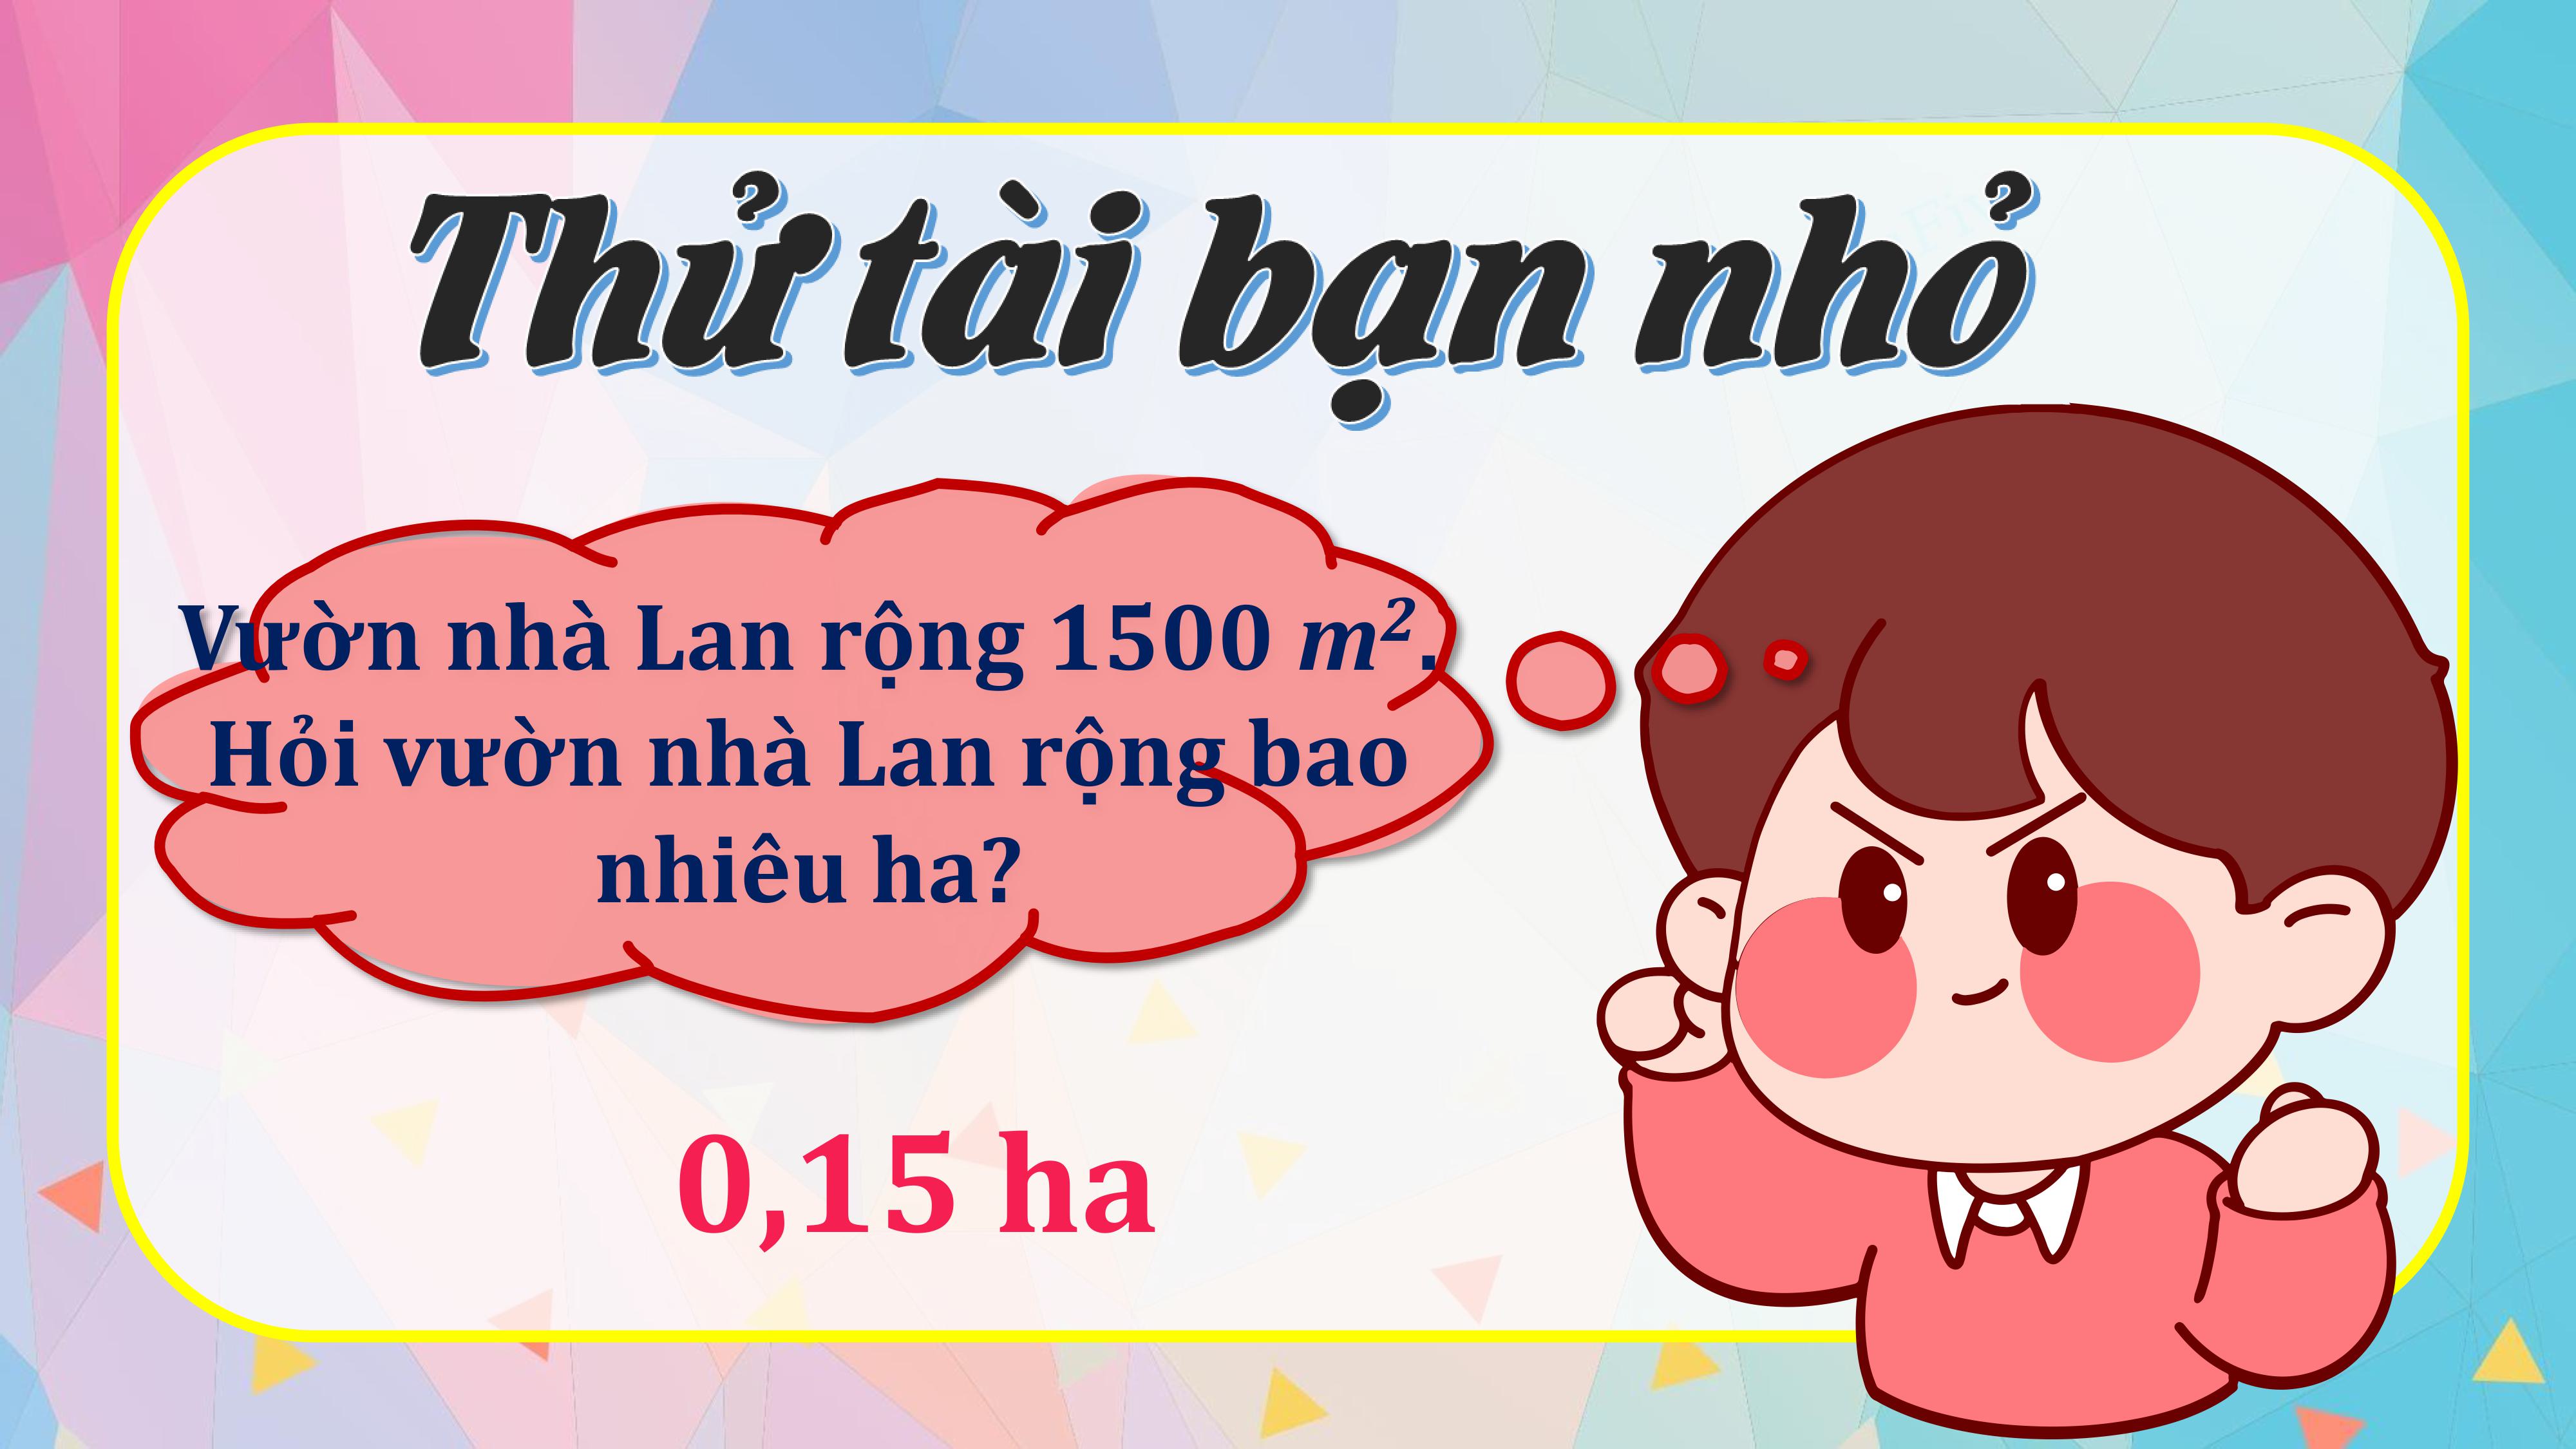 Thử tài bạn nhỏ
Vườn nhà Lan rộng 1500 m².
Hỏi vườn nhà Lan rộng bao
nhiêu ha?
0,15 ha